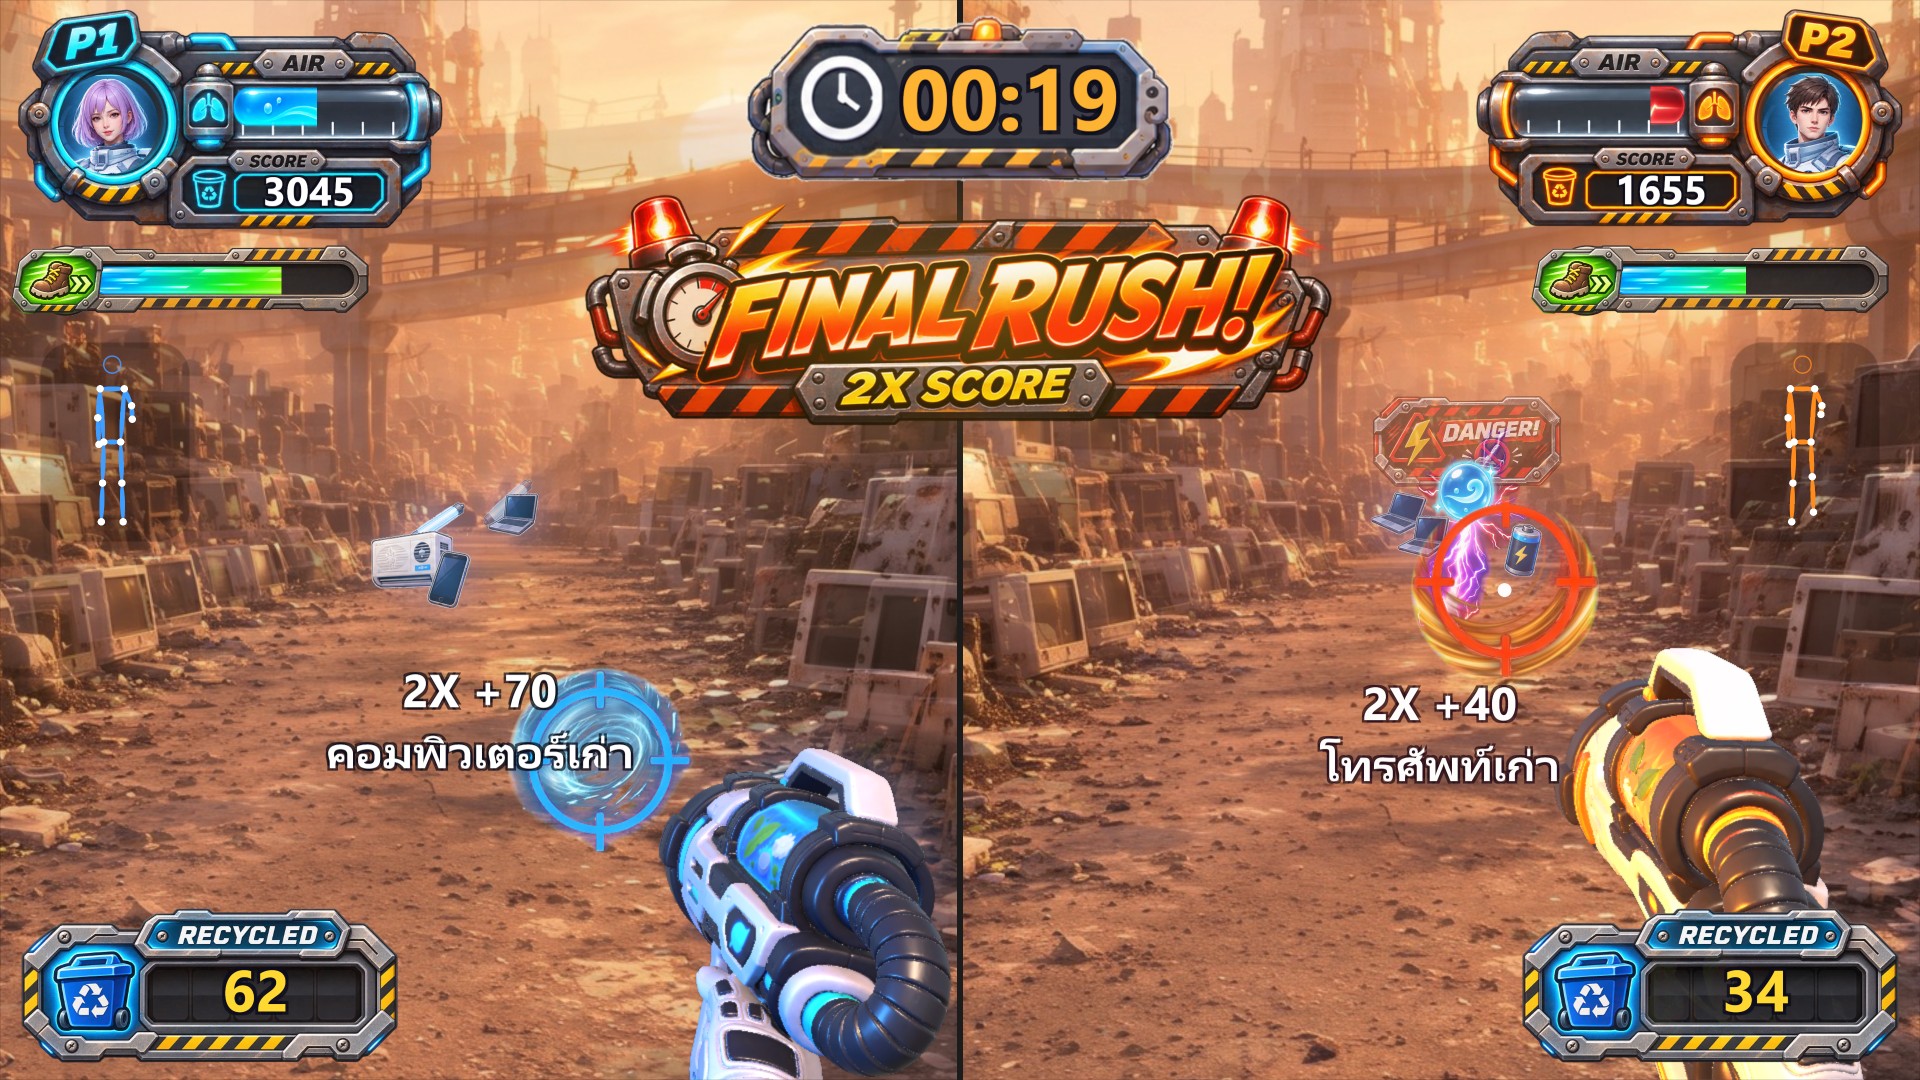 P1
AIR
SCORE
3045
00:19
P2
AIR
SCORE
1655
FINAL RUSH!
2X SCORE
DANGER!
2X +70
คอมพิวเตอร์เก่า
2X +40
โทรศัพท์เก่า
RECYCLED
62
RECYCLED
34